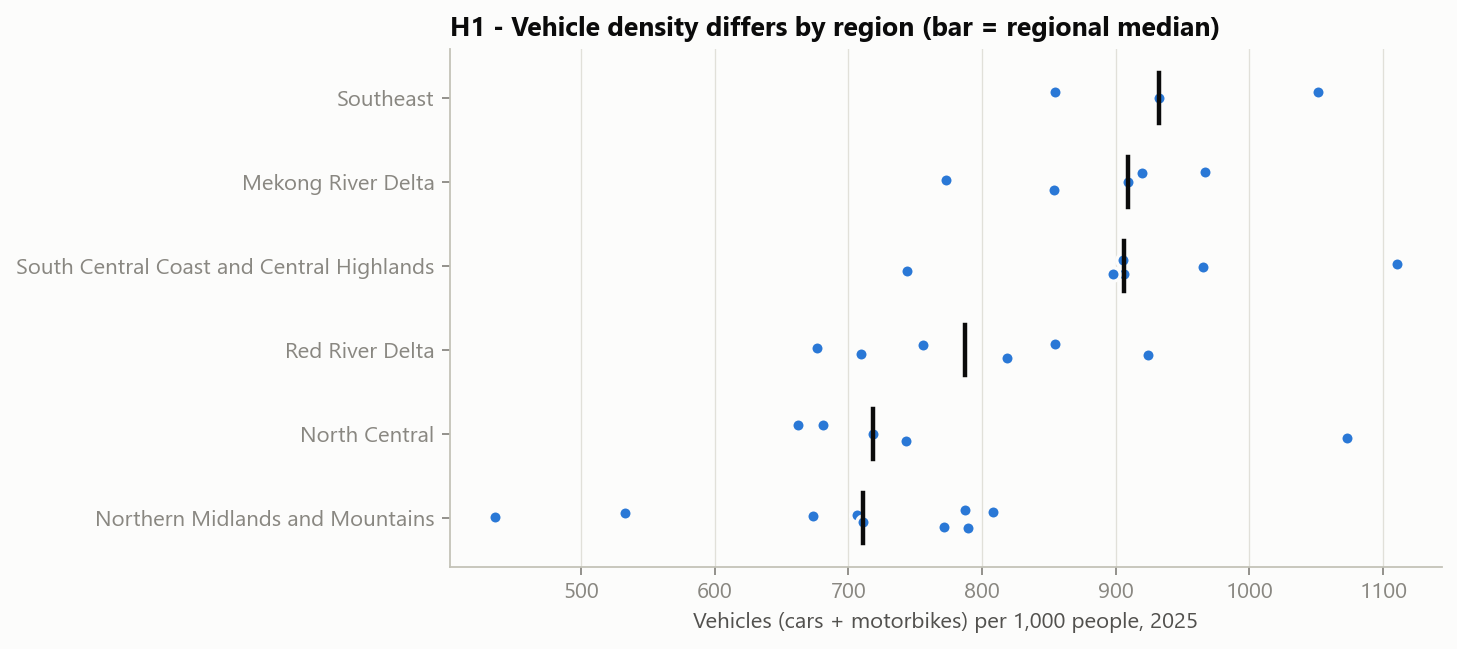 H1 - Vehicle density differs by region (bar = regional median)
Southeast
Mekong River Delta
South Central Coast and Central Highlands
Red River Delta
North Central
Northern Midlands and Mountains
500 600 700 800 900 1000 1100
Vehicles (cars + motorbikes) per 1,000 people, 2025